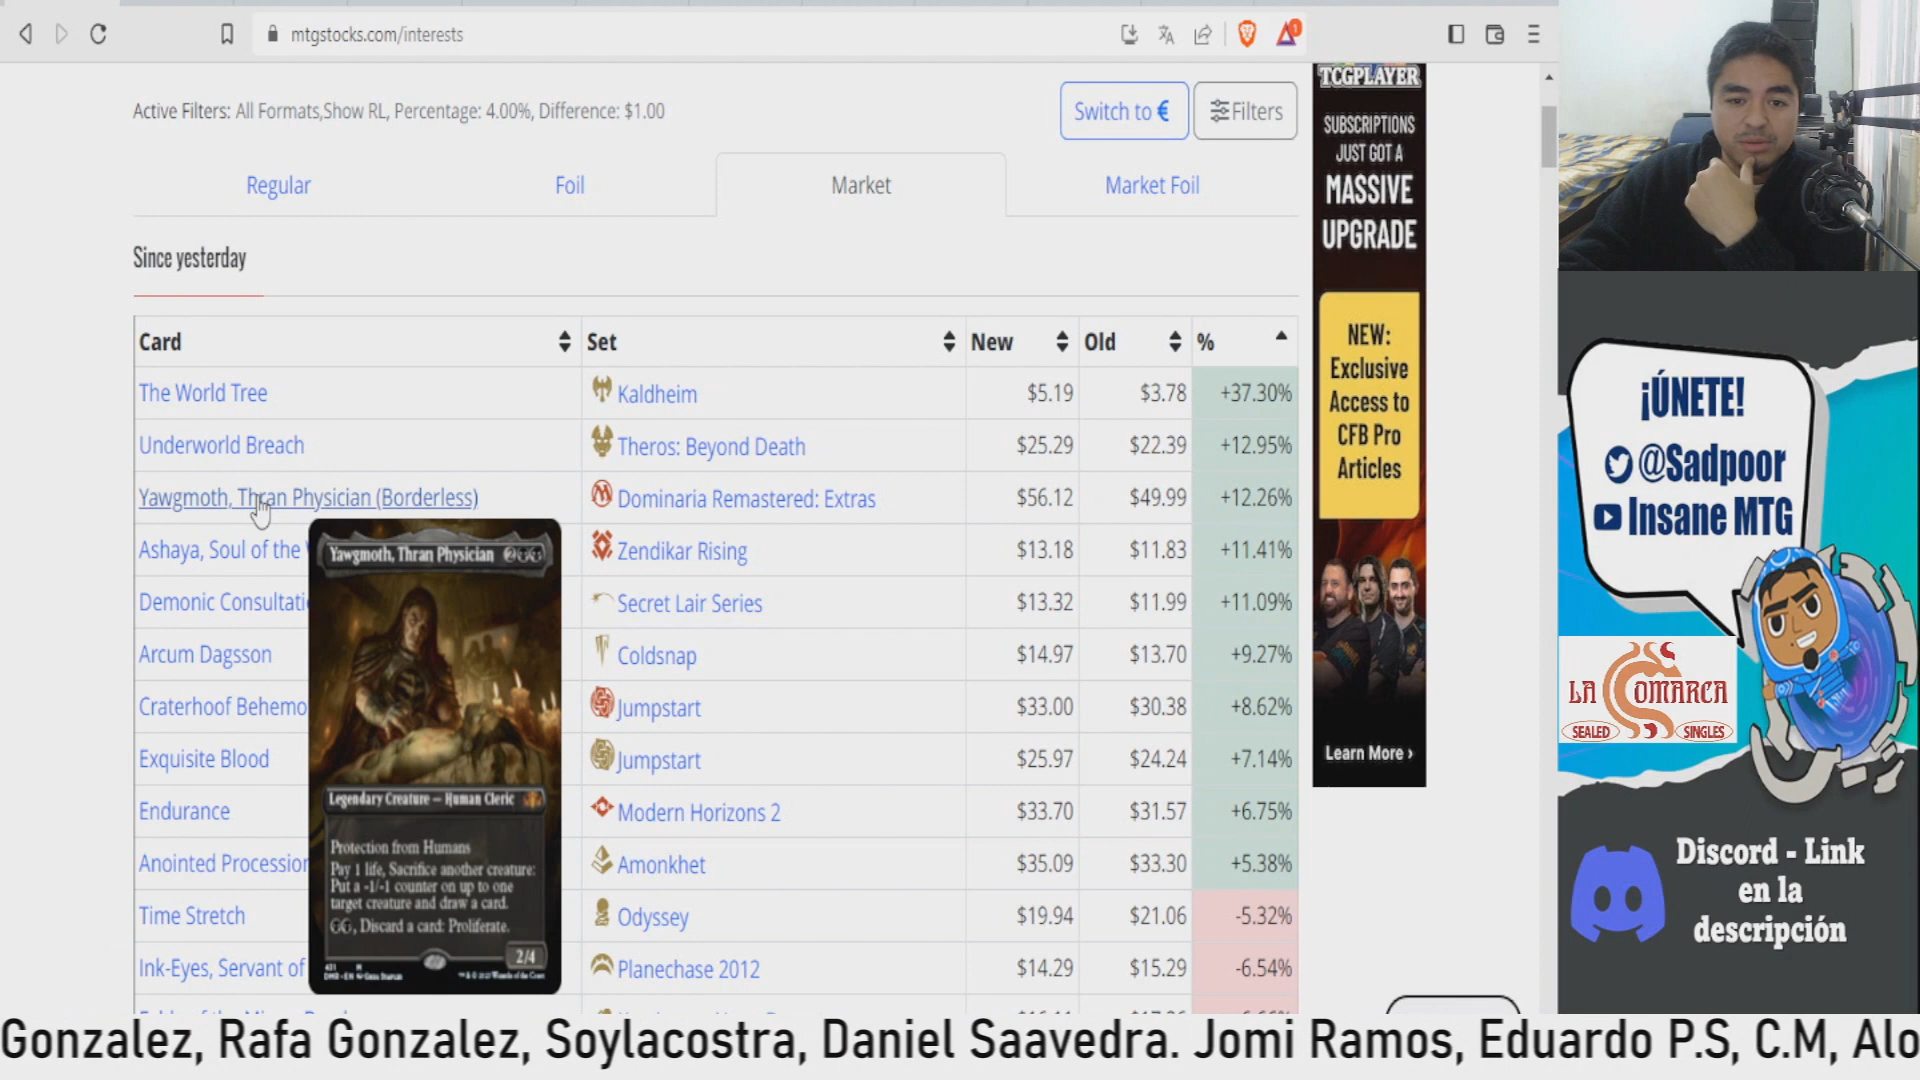 mtgstocks.com/interests
1
Active Filters: All Formats,Show RL, Percentage: 4.00%, Difference: $1.00
Switch to €
Filters
Regular
Foil
Market
Market Foil
Since yesterday
Card Set New Old %
The World Tree Kaldheim $5.19 $3.78 +37.30%
Underworld Breach Theros: Beyond Death $25.29 $22.39 +12.95%
Yawgmoth, Thran Physician (Borderless) Dominaria Remastered: Extras $56.12 $49.99 +12.26%
Ashaya, Soul of the Zendikar Rising $13.18 $11.83 +11.41%
Demonic Secret Lair Series $13.32 $11.99 +11.09%
Arcum Dagsson Coldsnap $14.97 $13.70 +9.27%
Craterhoof Jumpstart $33.00 $30.38 +8.62%
Exquisite Blood Jumpstart $25.97 $24.24 +7.14%
Endurance Modern Horizons 2 $33.70 $31.57 +6.75%
Anointed Procession Amonkhet $35.09 $33.30 +5.38%
Time Stretch Odyssey $19.94 $21.06 -5.32%
Ink-Eyes, Servant of Planechase 2012 $14.29 $15.29 -6.54%
Yawgmoth, Thran Physician
Legendary Creature — Human Cleric
Protection from Humans
Pay 1 life, Sacrifice another creature:
Put a -1/-1 counter on up to one
target creature and draw a card.
Discard a card: Proliferate.
2/4
TCGPLAYER
SUBSCRIPTIONS
JUST GOT A
MASSIVE
UPGRADE
NEW:
Exclusive
Access to
CFB Pro
Articles
Learn More ›
¡ÚNETE!
@Sadpoor
Insane MTG
LA COMARCA
SEALED SINGLES
Discord - Link
en la
descripción
Gonzalez, Rafa Gonzalez, Soylacostra, Daniel Saavedra. Jomi Ramos, Eduardo P.S, C.M, Alo